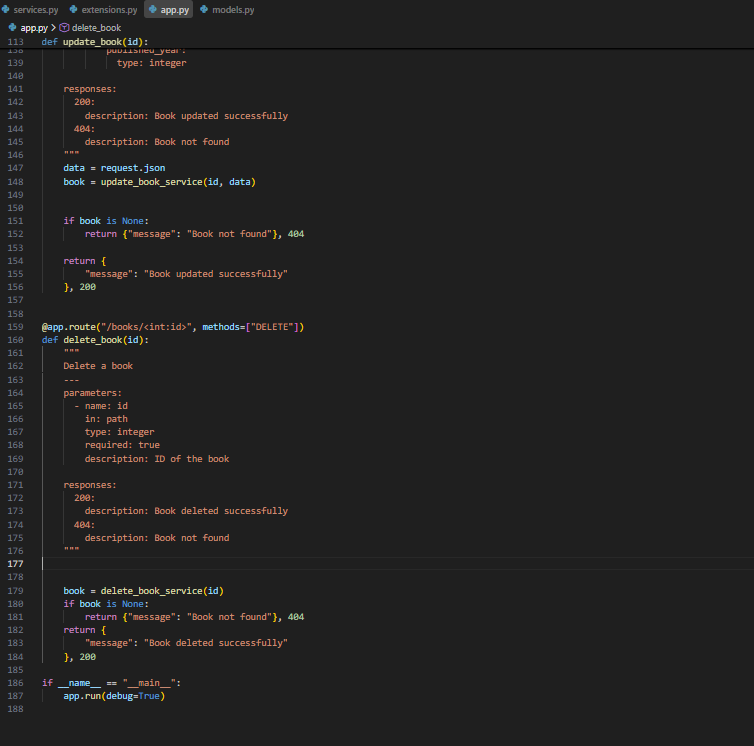 services.py extensions.py app.py models.py
app.py > delete_book
113 def update_book(id):
138 published_year:
139 type: integer
140
141 responses:
142 200:
143 description: Book updated successfully
144 404:
145 description: Book not found
146 """
147 data = request.json
148 book = update_book_service(id, data)
149
150
151 if book is None:
152 return {"message": "Book not found"}, 404
153
154 return {
155 "message": "Book updated successfully"
156 }, 200
157
158
159 @app.route("/books/<int:id>", methods=["DELETE"])
160 def delete_book(id):
161 """
162 Delete a book
163 ---
164 parameters:
165 - name: id
166 in: path
167 type: integer
168 required: true
169 description: ID of the book
170
171 responses:
172 200:
173 description: Book deleted successfully
174 404:
175 description: Book not found
176 """
177
178
179 book = delete_book_service(id)
180 if book is None:
181 return {"message": "Book not found"}, 404
182 return {
183 "message": "Book deleted successfully"
184 }, 200
185
186 if __name__ == "__main__":
187 app.run(debug=True)
188